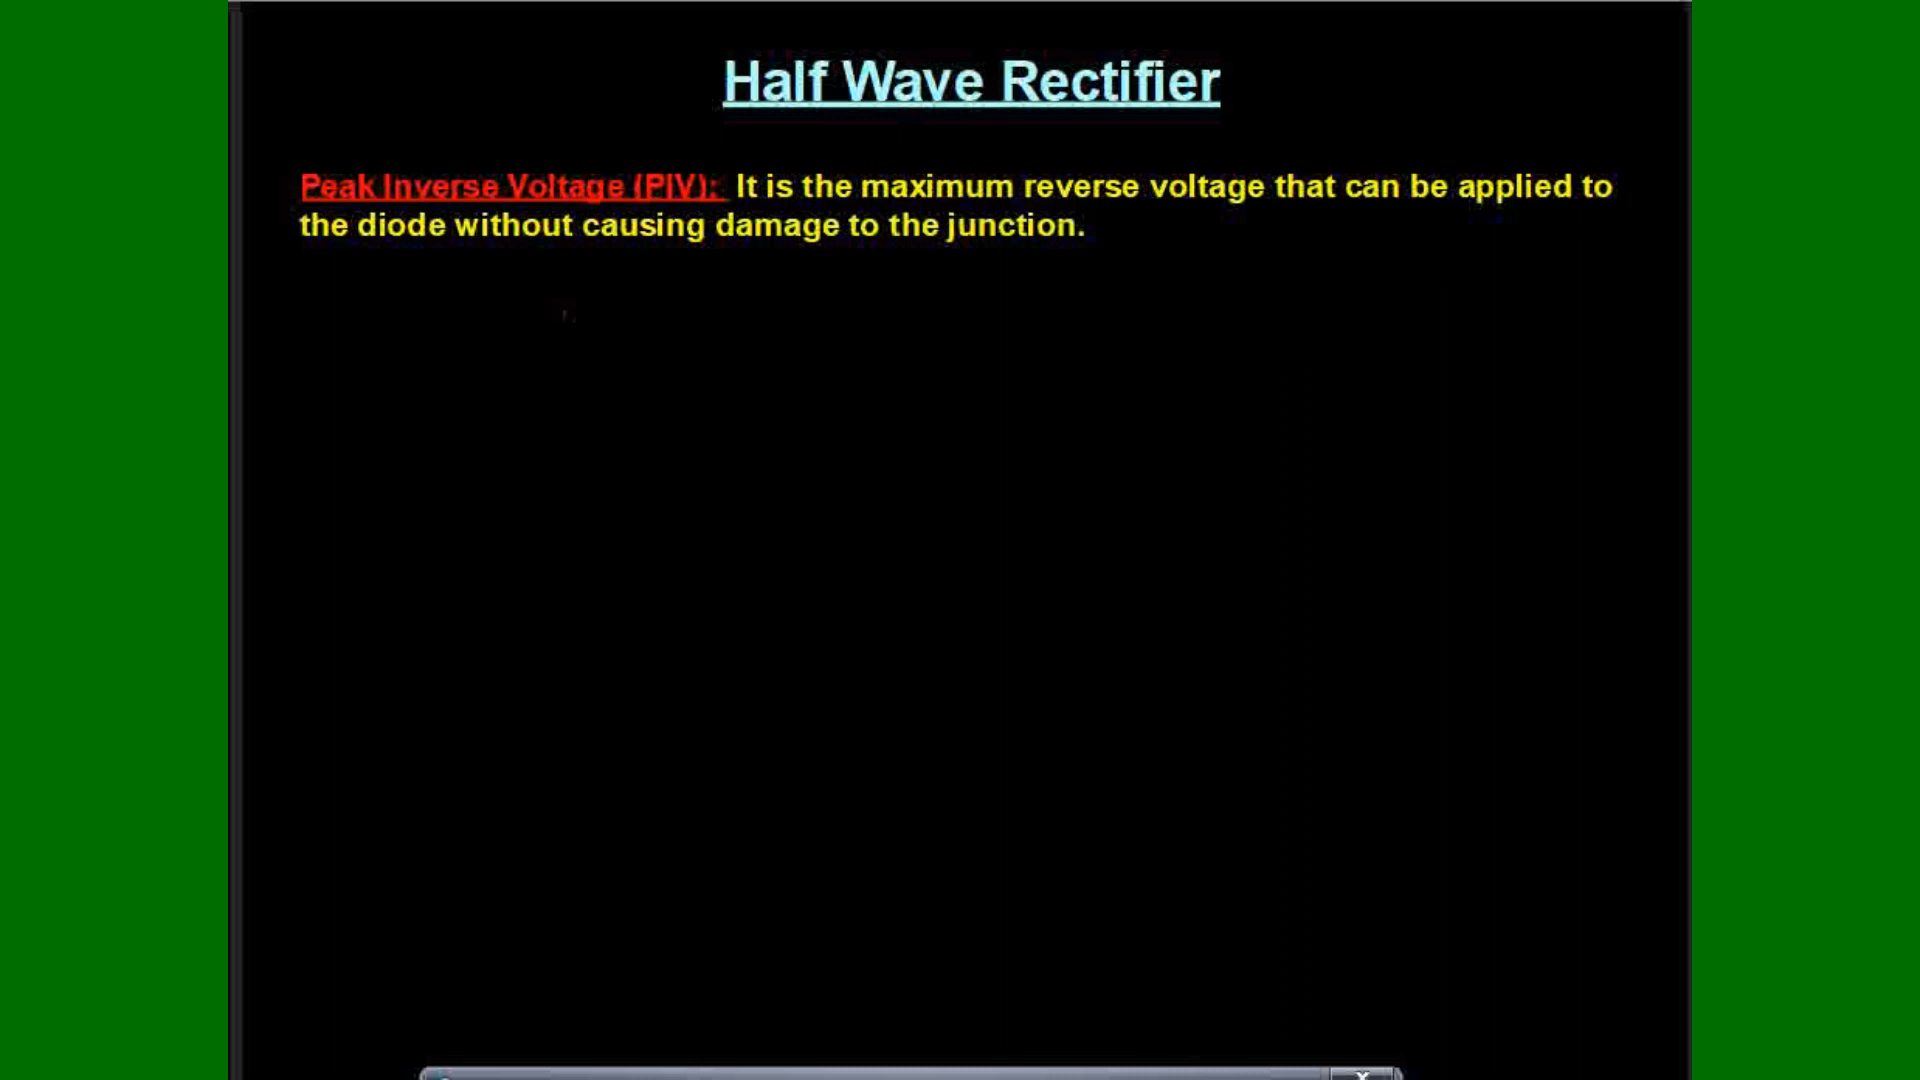 Half Wave Rectifier
Peak Inverse Voltage (PIV): It is the maximum reverse voltage that can be applied to
the diode without causing damage to the junction.